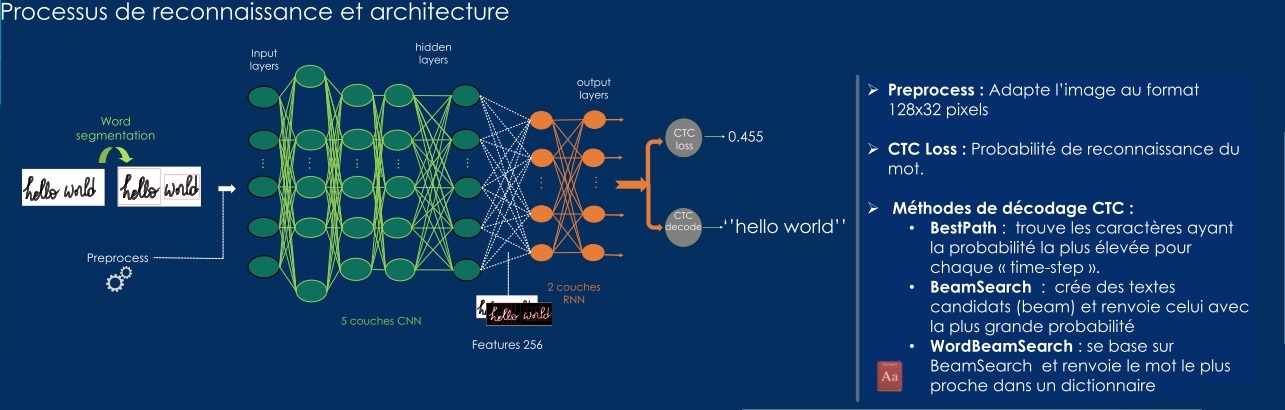 Processus de reconnaissance et architecture
Input
layers
hidden
layers
output
layers
Word
segmentation
hello world
hello world
Preprocess
5 couches CNN
2 couches
RNN
hello world
Features 256
CTC
loss
0.455
CTC
decode
‘’hello world’’
➢ Preprocess : Adapte l’image au format
128x32 pixels
➢ CTC Loss : Probabilité de reconnaissance du
mot.
➢ Méthodes de décodage CTC :
• BestPath : trouve les caractères ayant
la probabilité la plus élevée pour
chaque « time-step ».
• BeamSearch : crée des textes
candidats (beam) et renvoie celui avec
la plus grande probabilité
• WordBeamSearch : se base sur
BeamSearch et renvoie le mot le plus
proche dans un dictionnaire
Aa